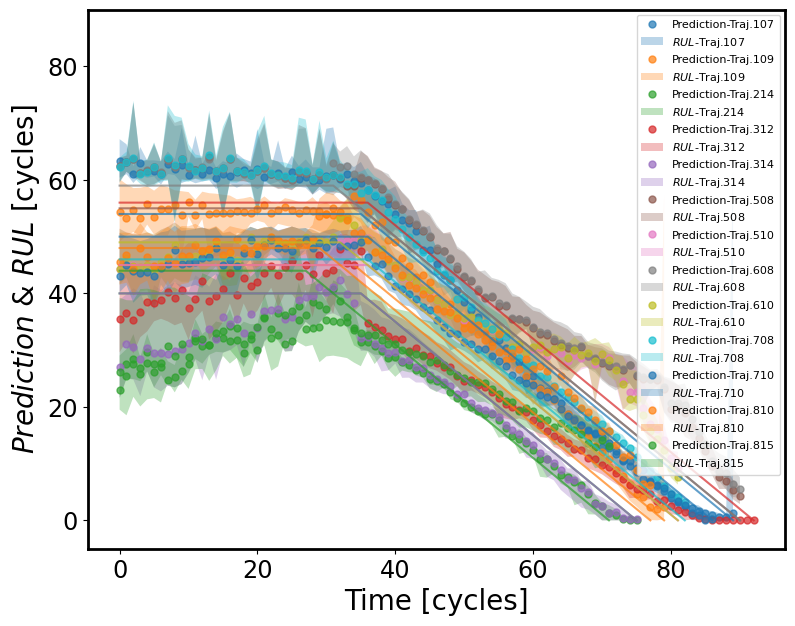 Prediction & RUL [cycles]
80
60
40
20
0
0 20 40 60 80
Time [cycles]
Prediction-Traj.107
RUL-Traj.107
Prediction-Traj.109
RUL-Traj.109
Prediction-Traj.214
RUL-Traj.214
Prediction-Traj.312
RUL-Traj.312
Prediction-Traj.314
RUL-Traj.314
Prediction-Traj.508
RUL-Traj.508
Prediction-Traj.510
RUL-Traj.510
Prediction-Traj.608
RUL-Traj.608
Prediction-Traj.610
RUL-Traj.610
Prediction-Traj.708
RUL-Traj.708
Prediction-Traj.710
RUL-Traj.710
Prediction-Traj.810
RUL-Traj.810
Prediction-Traj.815
RUL-Traj.815